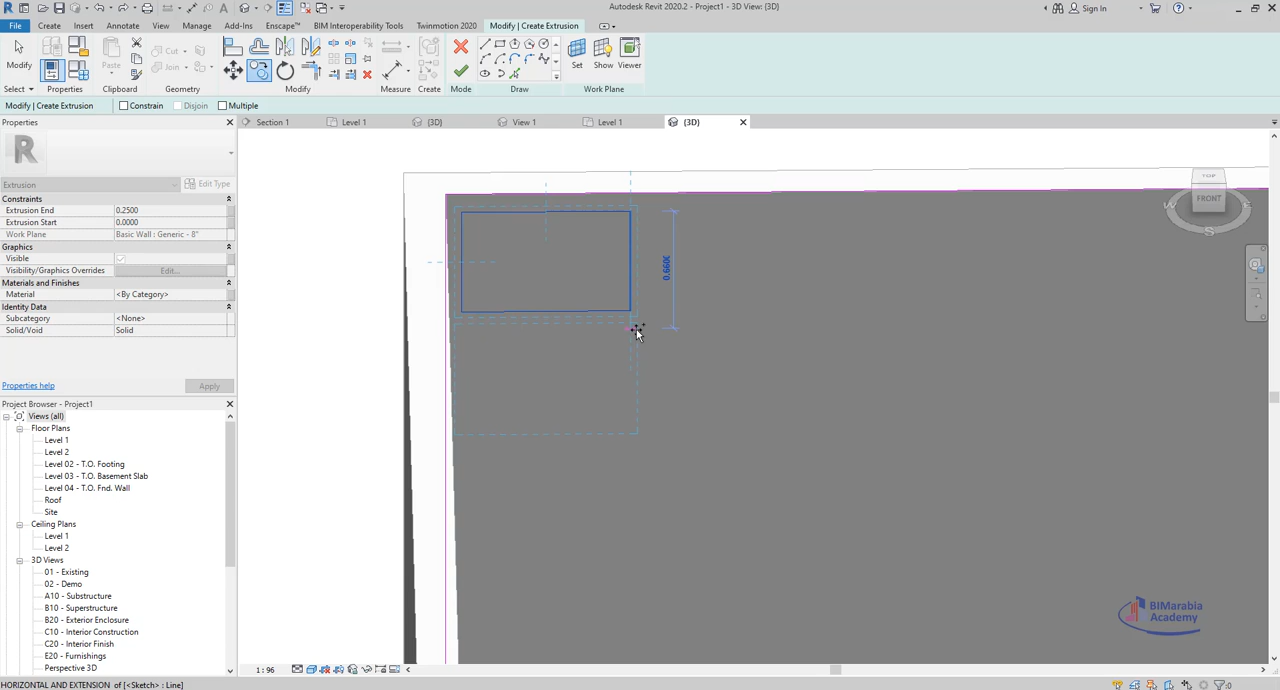 Autodesk Revit 2020.2 - Project1 - 3D View: {3D}
Sign In
File Create Insert Annotate View Manage Add-Ins Enscape™ BIM Interoperability Tools Twinmotion 2020 Modify | Create Extrusion
Modify
Paste
Cut
Join
Create
Set Show Viewer
Select Properties Clipboard Geometry Modify Measure Create Mode Draw Work Plane
Modify | Create Extrusion Constrain Disjoin Multiple
Properties
Section 1 Level 1 {3D} View 1 Level 1 {3D}
Extrusion Edit Type
Constraints
Extrusion End 0.2500
Extrusion Start 0.0000
Work Plane Basic Wall : Generic - 8"
Graphics
Visible
Visibility/Graphics Overrides Edit...
Materials and Finishes
Material <By Category>
Identity Data
Subcategory <None>
Solid/Void Solid
Properties help Apply
Project Browser - Project1
Views (all)
Floor Plans
Level 1
Level 2
Level 02 - T.O. Footing
Level 03 - T.O. Basement Slab
Level 04 - T.O. Fnd. Wall
Roof
Site
Ceiling Plans
Level 1
Level 2
3D Views
01 - Existing
02 - Demo
A10 - Substructure
B10 - Superstructure
B20 - Exterior Enclosure
C10 - Interior Construction
C20 - Interior Finish
E20 - Furnishings
Perspective 3D
0.6600
TOP
FRONT
W E
S
BIMarabia
Academy
1 : 96
HORIZONTAL AND EXTENSION of [<Sketch> : Line]
:0